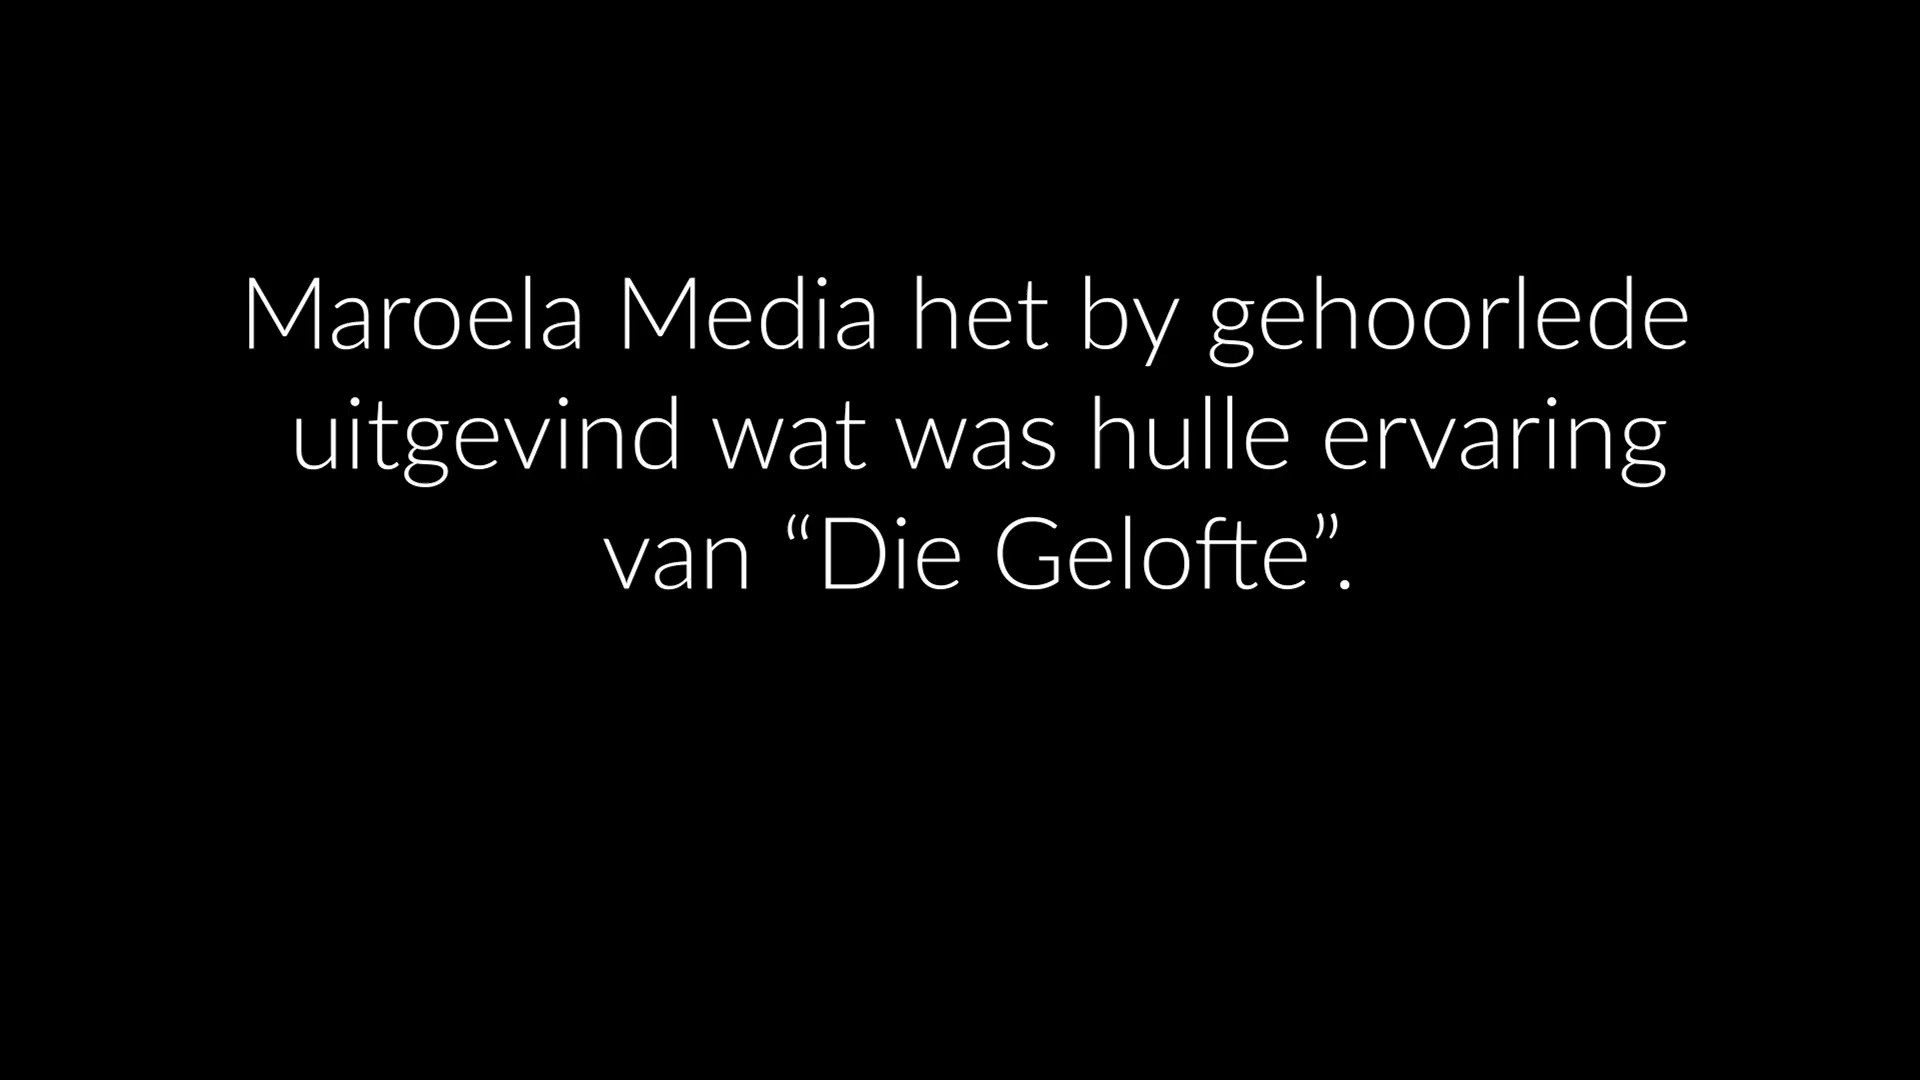 Maroela Media het by gehoorlede
uitgevind wat was hulle ervaring
van “Die Gelofte”.